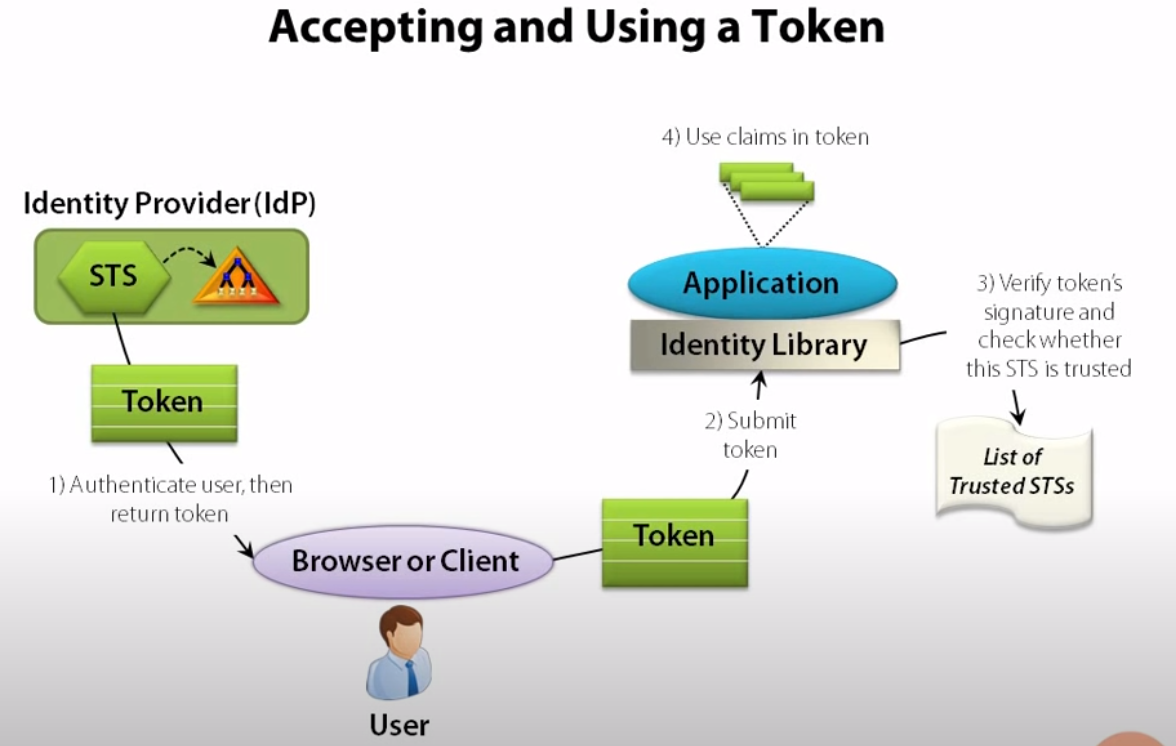 Accepting and Using a Token
4) Use claims in token
Identity Provider (IdP)
STS
Application
Identity Library
3) Verify token's
signature and
check whether
this STS is trusted
Token
2) Submit
token
List of
Trusted STSs
1) Authenticate user, then
return token
Token
Browser or Client
User